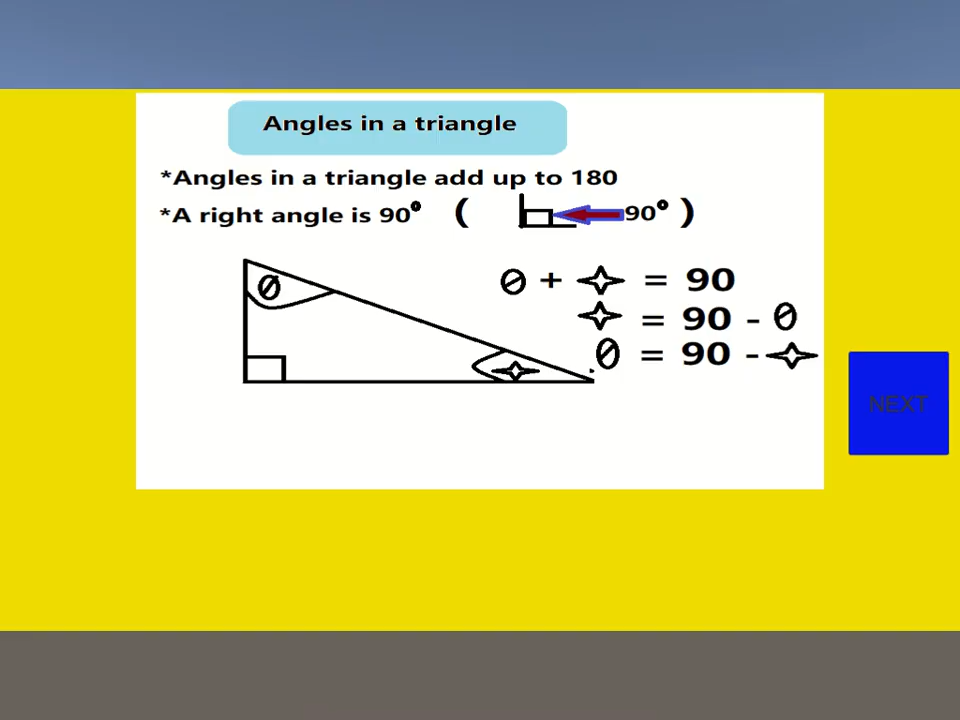 Angles in a triangle
*Angles in a triangle add up to 180
*A right angle is 90° ( 90° )
θ + ✧ = 90
✧ = 90 - θ
θ = 90 - ✧
θ
✧
NEXT